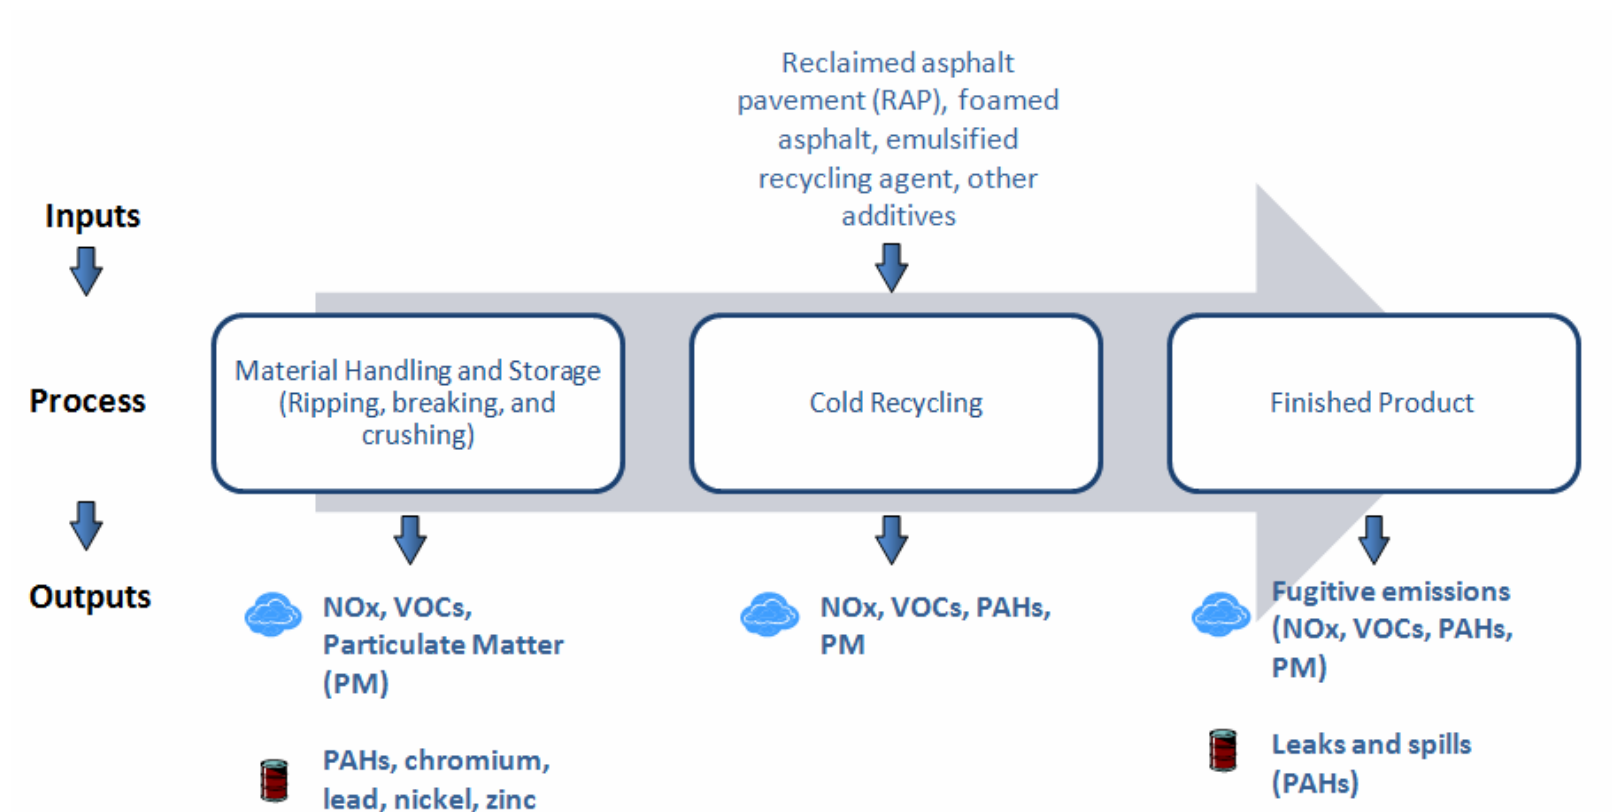 Reclaimed asphalt
pavement (RAP), foamed
asphalt, emulsified
recycling agent, other
additives
Inputs
Process
Material Handling and Storage
(Ripping, breaking, and
crushing)
Cold Recycling
Finished Product
Outputs
NOx, VOCs,
Particulate Matter
(PM)
PAHs, chromium,
lead, nickel, zinc
NOx, VOCs, PAHs,
PM
Fugitive emissions
(NOx, VOCs, PAHs,
PM)
Leaks and spills
(PAHs)